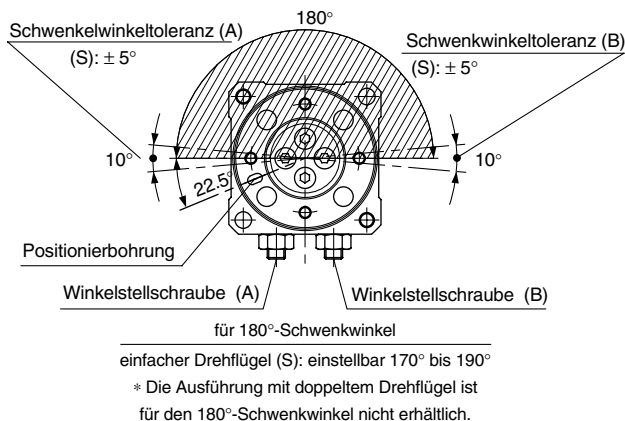 180°
Schwenkelwinkeltoleranz (A)
(S): ± 5°
Schwenkwinkeltoleranz (B)
(S): ± 5°
10°
10°
22.5°
Positionierbohrung
Winkelstellschraube (A)
Winkelstellschraube (B)
für 180°-Schwenkwinkel
einfacher Drehflügel (S): einstellbar 170° bis 190°
* Die Ausführung mit doppeltem Drehflügel ist
für den 180°-Schwenkwinkel nicht erhältlich.